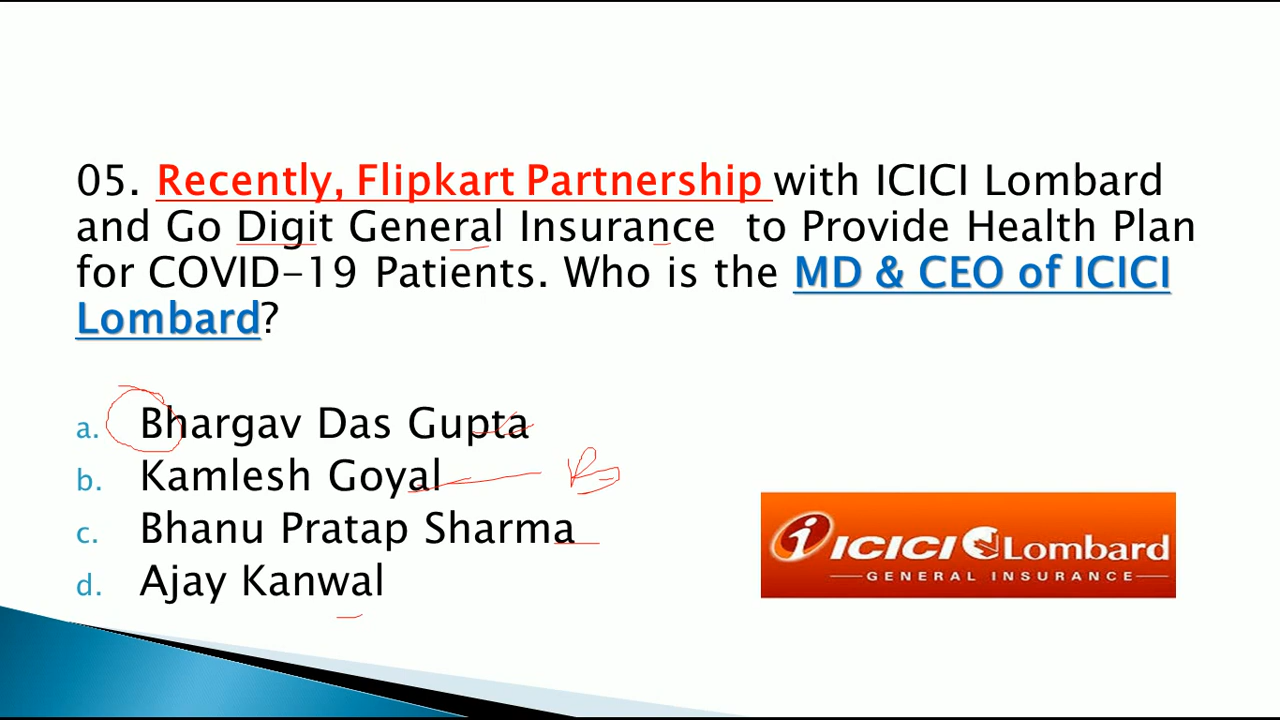 05. Recently, Flipkart Partnership with ICICI Lombard
and Go Digit General Insurance to Provide Health Plan
for COVID-19 Patients. Who is the MD & CEO of ICICI
Lombard?
a. Bhargav Das Gupta
b. Kamlesh Goyal
c. Bhanu Pratap Sharma
d. Ajay Kanwal
ICICI Lombard
GENERAL INSURANCE